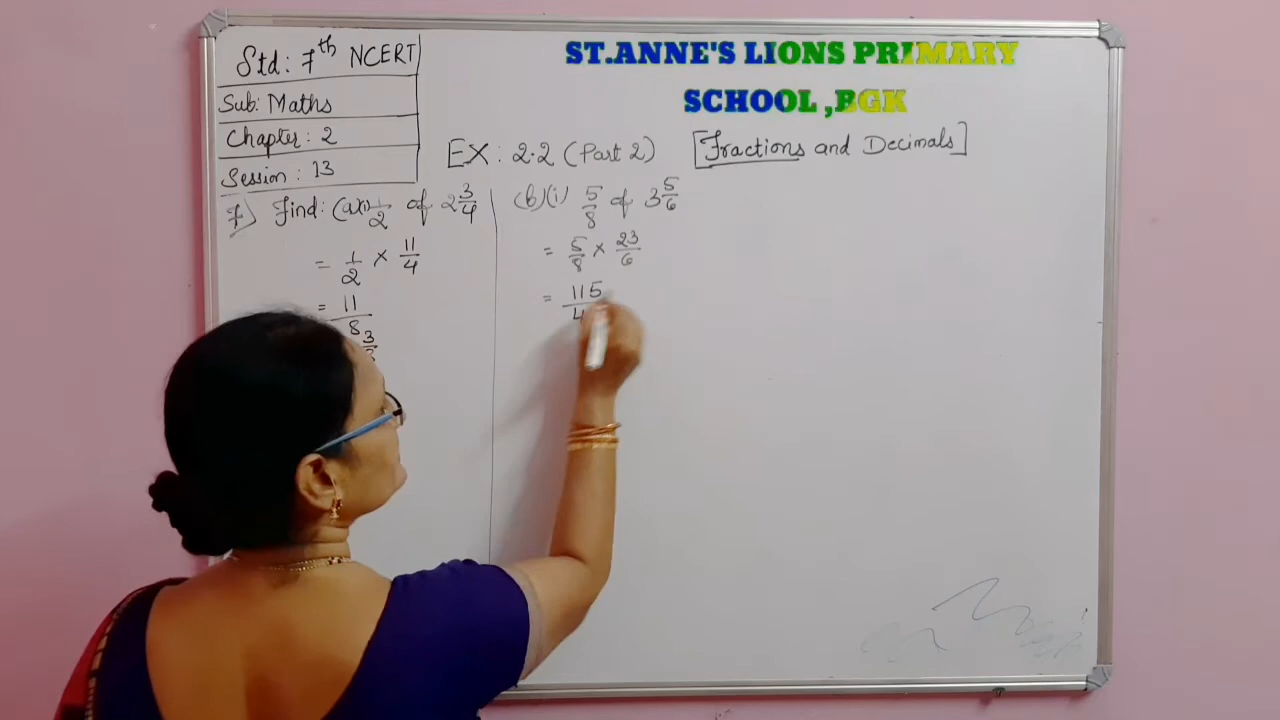 Std: 7th NCERT
Sub: Maths
Chapter: 2
Session: 13
ST.ANNE'S LIONS PRIMARY
SCHOOL ,BGK
EX: 2.2 (Part 2) [Fractions and Decimals]
7) Find: (a)(i) 1/2 of 2 3/4
= 1/2 × 11/4
= 11/8
3
(b)(i) 5/8 of 3 5/6
= 5/8 × 23/6
= 115/4